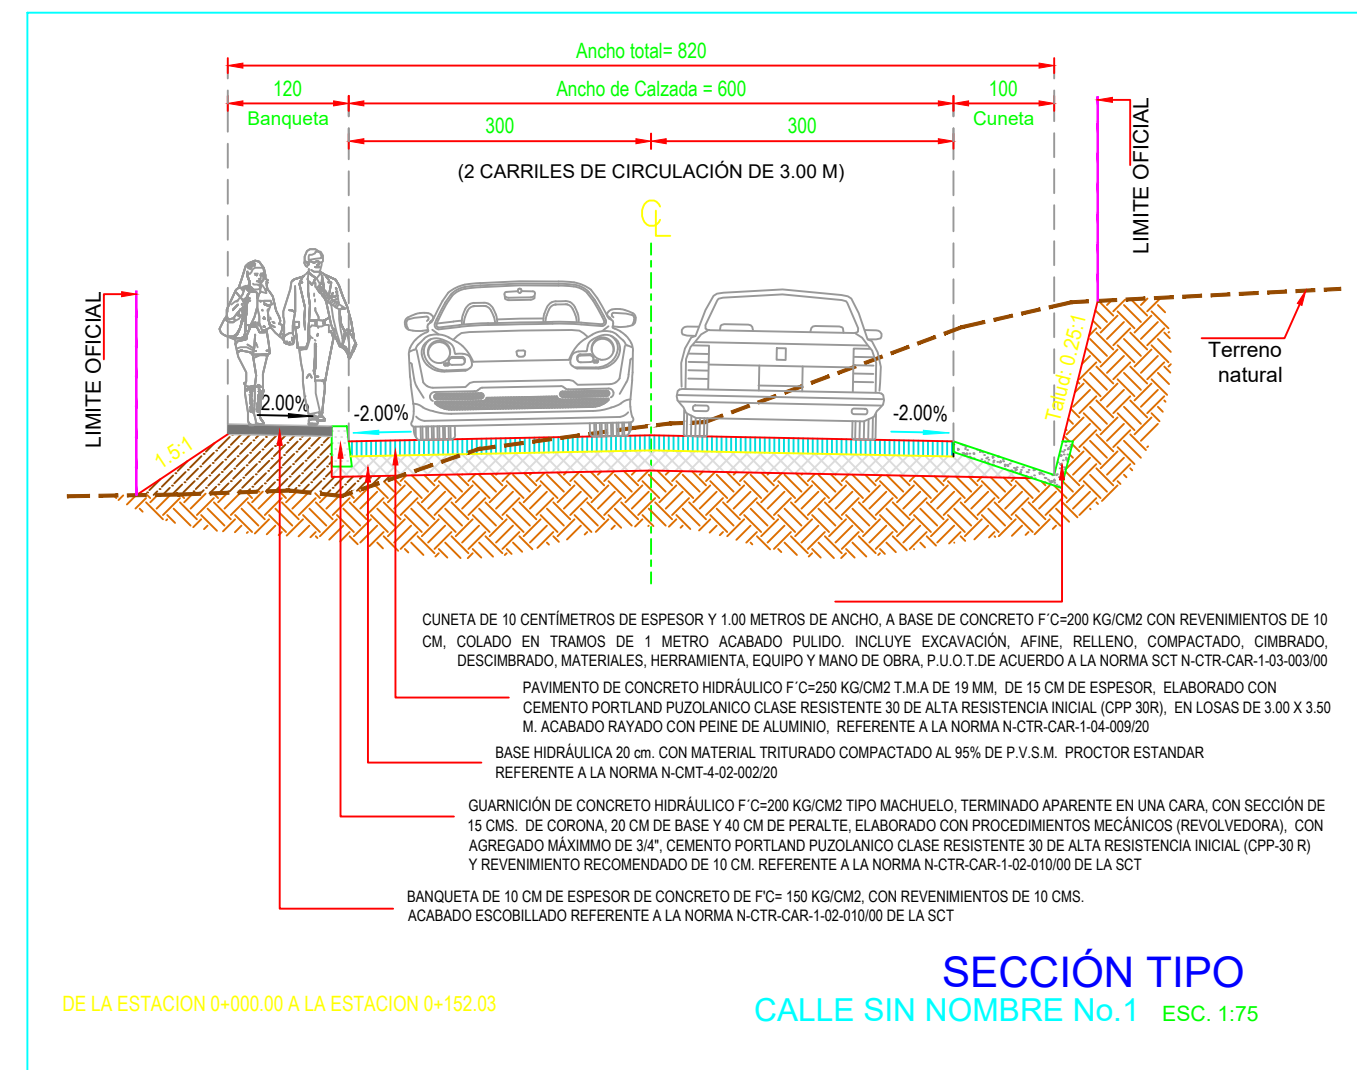 Ancho total= 820
120
Ancho de Calzada = 600
100
Banqueta
300
300
Cuneta
(2 CARRILES DE CIRCULACIÓN DE 3.00 M)
CL
LIMITE OFICIAL
LIMITE OFICIAL
Terreno
natural
Talud: 0.25:1
2.00%
-2.00%
-2.00%
1.5:1
CUNETA DE 10 CENTÍMETROS DE ESPESOR Y 1.00 METROS DE ANCHO, A BASE DE CONCRETO F´C=200 KG/CM2 CON REVENIMIENTOS DE 10
CM, COLADO EN TRAMOS DE 1 METRO ACABADO PULIDO. INCLUYE EXCAVACIÓN, AFINE, RELLENO, COMPACTADO, CIMBRADO,
DESCIMBRADO, MATERIALES, HERRAMIENTA, EQUIPO Y MANO DE OBRA, P.U.O.T.DE ACUERDO A LA NORMA SCT N-CTR-CAR-1-03-003/00
PAVIMENTO DE CONCRETO HIDRÁULICO F´C=250 KG/CM2 T.M.A DE 19 MM, DE 15 CM DE ESPESOR, ELABORADO CON
CEMENTO PORTLAND PUZOLANICO CLASE RESISTENTE 30 DE ALTA RESISTENCIA INICIAL (CPP 30R), EN LOSAS DE 3.00 X 3.50
M. ACABADO RAYADO CON PEINE DE ALUMINIO, REFERENTE A LA NORMA N-CTR-CAR-1-04-009/20
BASE HIDRÁULICA 20 cm. CON MATERIAL TRITURADO COMPACTADO AL 95% DE P.V.S.M. PROCTOR ESTANDAR
REFERENTE A LA NORMA N-CMT-4-02-002/20
GUARNICIÓN DE CONCRETO HIDRÁULICO F´C=200 KG/CM2 TIPO MACHUELO, TERMINADO APARENTE EN UNA CARA, CON SECCIÓN DE
15 CMS. DE CORONA, 20 CM DE BASE Y 40 CM DE PERALTE, ELABORADO CON PROCEDIMIENTOS MECÁNICOS (REVOLVEDORA), CON
AGREGADO MÁXIMMO DE 3/4", CEMENTO PORTLAND PUZOLANICO CLASE RESISTENTE 30 DE ALTA RESISTENCIA INICIAL (CPP-30 R)
Y REVENIMIENTO RECOMENDADO DE 10 CM. REFERENTE A LA NORMA N-CTR-CAR-1-02-010/00 DE LA SCT
BANQUETA DE 10 CM DE ESPESOR DE CONCRETO DE F'C= 150 KG/CM2, CON REVENIMIENTOS DE 10 CMS.
ACABADO ESCOBILLADO REFERENTE A LA NORMA N-CTR-CAR-1-02-010/00 DE LA SCT
SECCIÓN TIPO
DE LA ESTACION 0+000.00 A LA ESTACION 0+152.03
CALLE SIN NOMBRE No.1 ESC. 1:75